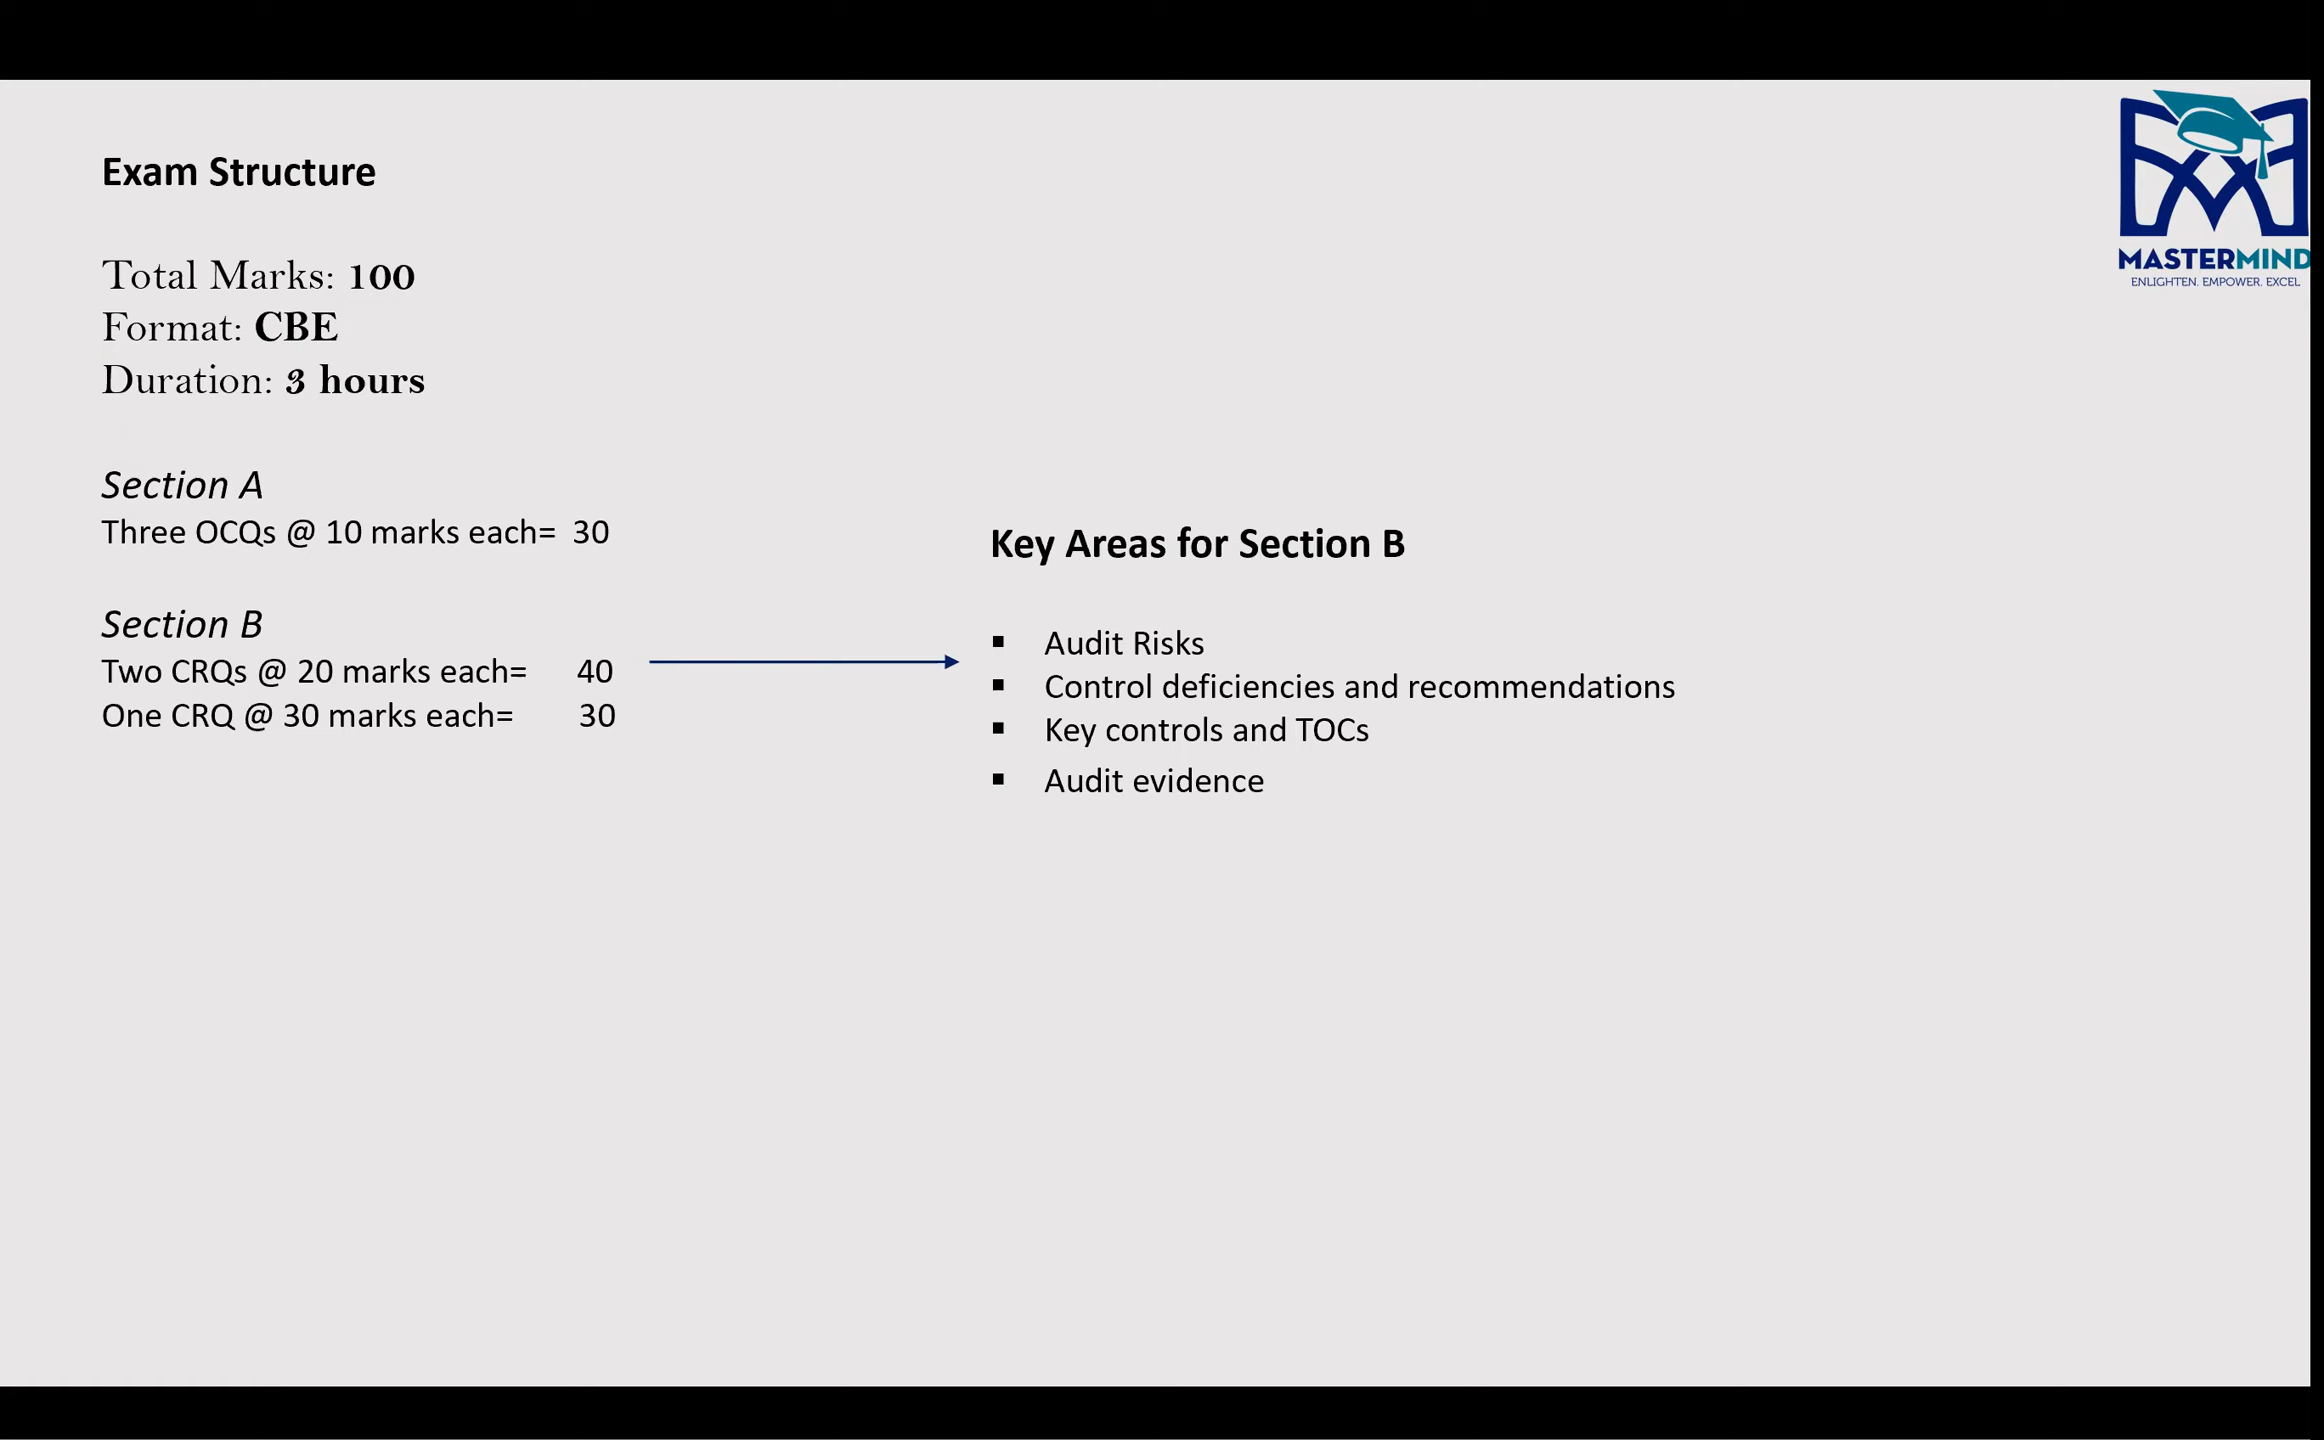 Exam Structure
Total Marks: 100
Format: CBE
Duration: 3 hours
Section A
Three OCQs @ 10 marks each= 30
Section B
Two CRQs @ 20 marks each= 40
One CRQ @ 30 marks each= 30
Key Areas for Section B
▪ Audit Risks
▪ Control deficiencies and recommendations
▪ Key controls and TOCs
▪ Audit evidence
MASTERMIND
ENLIGHTEN. EMPOWER. EXCEL